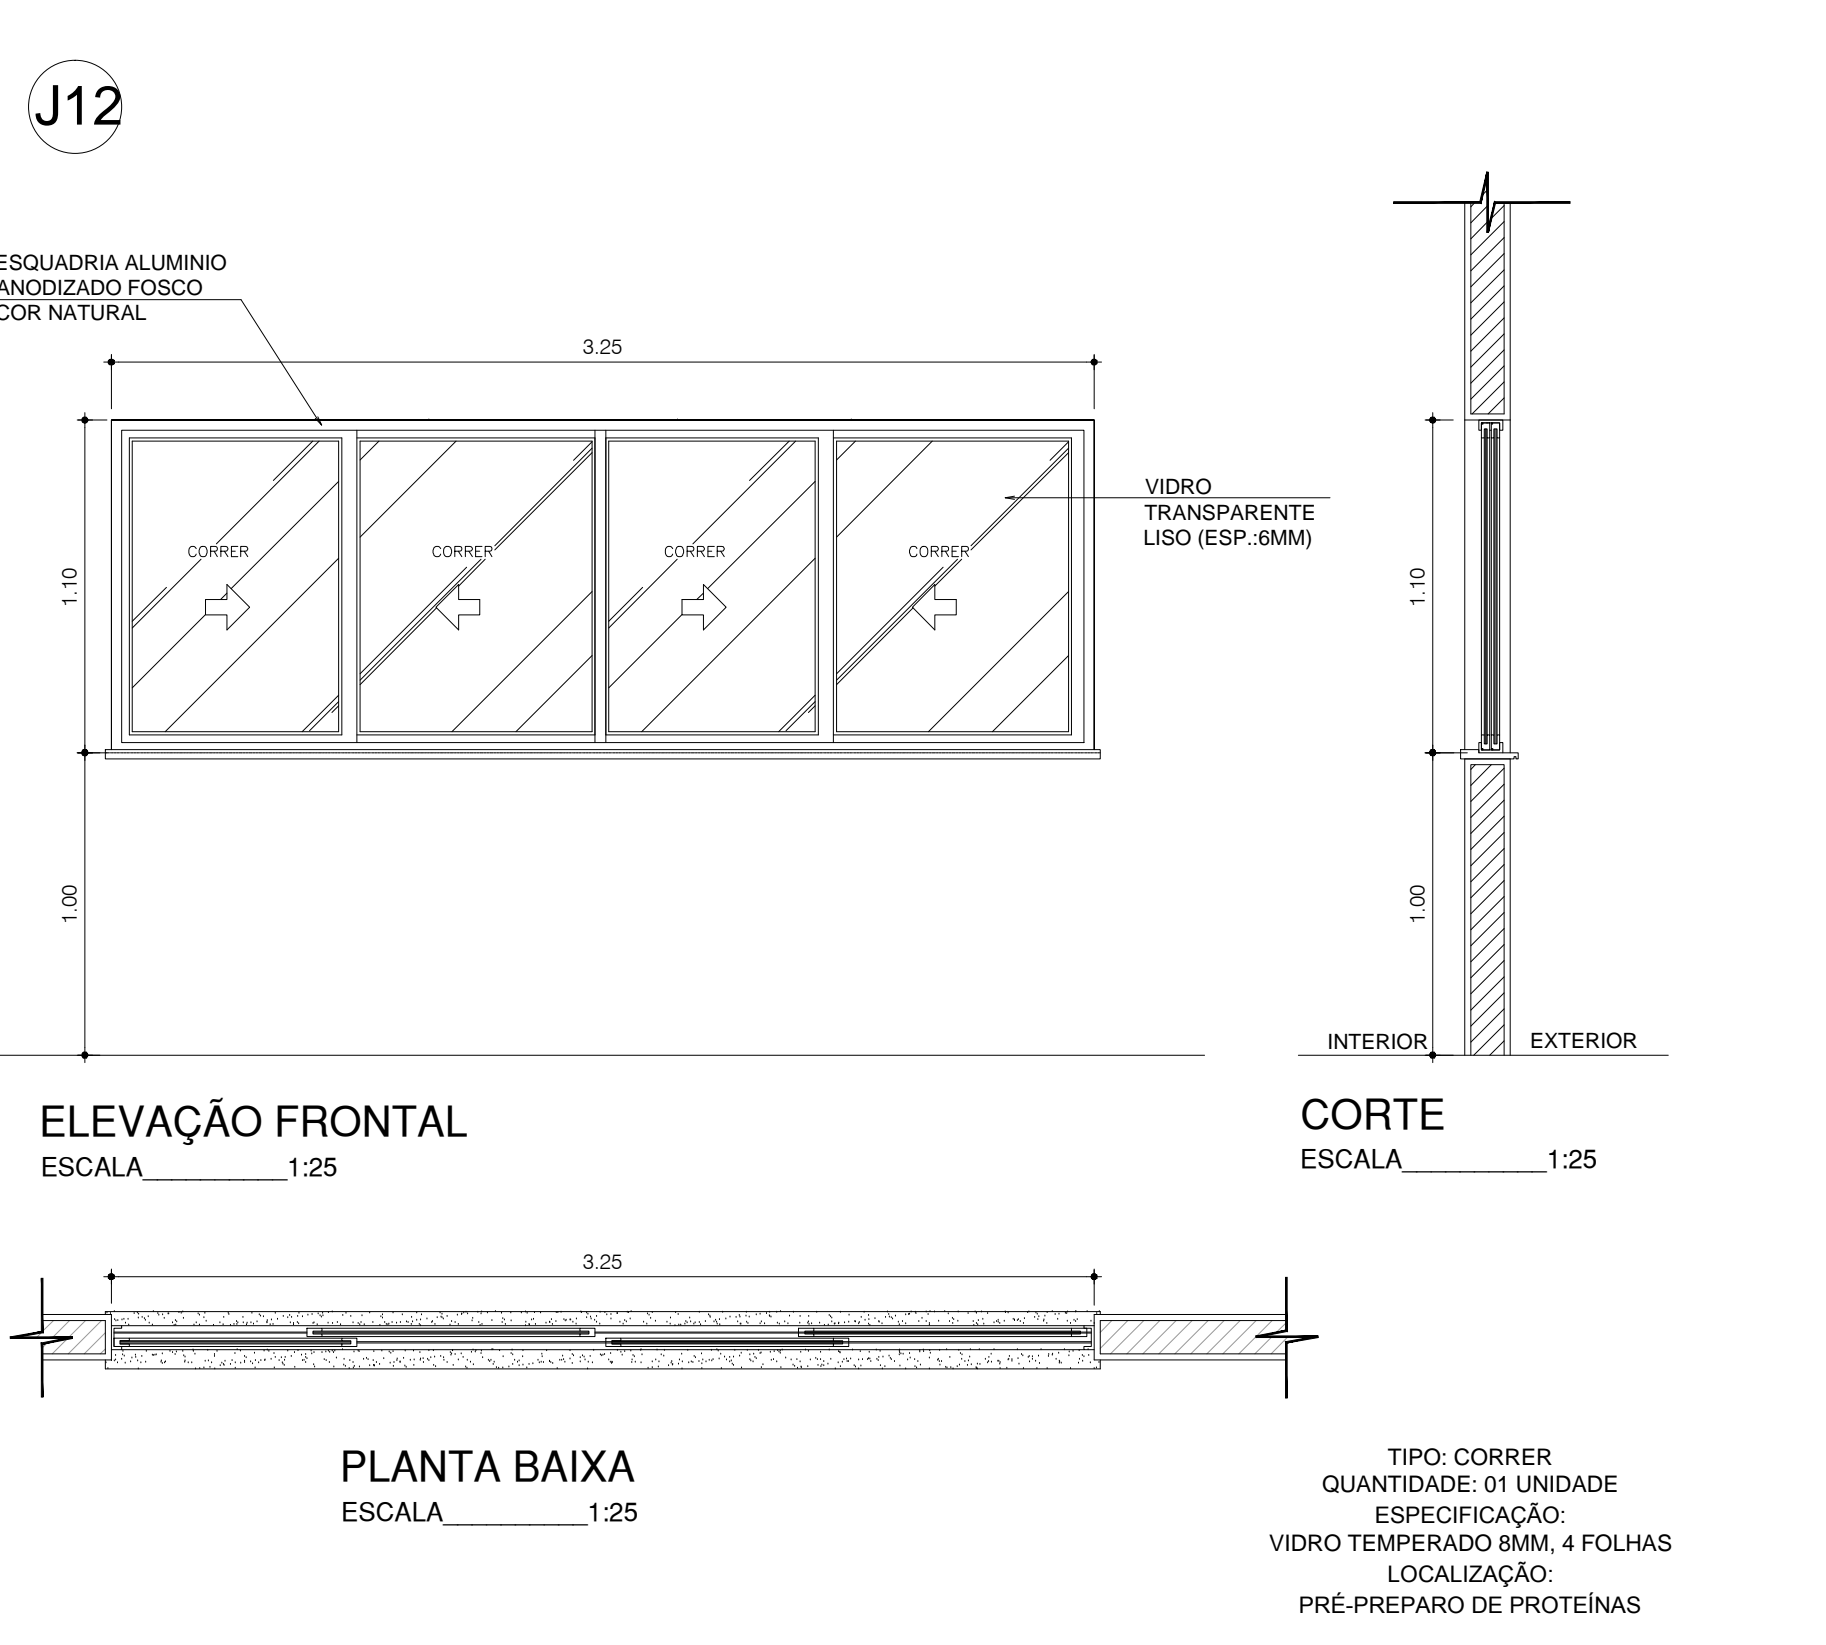 J12
ESQUADRIA ALUMINIO
ANODIZADO FOSCO
COR NATURAL
3.25
CORRER
CORRER
CORRER
CORRER
VIDRO
TRANSPARENTE
LISO (ESP.:6MM)
1.10
1.00
1.10
1.00
INTERIOR
EXTERIOR
ELEVAÇÃO FRONTAL
ESCALA__________1:25
CORTE
ESCALA__________1:25
3.25
PLANTA BAIXA
ESCALA__________1:25
TIPO: CORRER
QUANTIDADE: 01 UNIDADE
ESPECIFICAÇÃO:
VIDRO TEMPERADO 8MM, 4 FOLHAS
LOCALIZAÇÃO:
PRÉ-PREPARO DE PROTEÍNAS